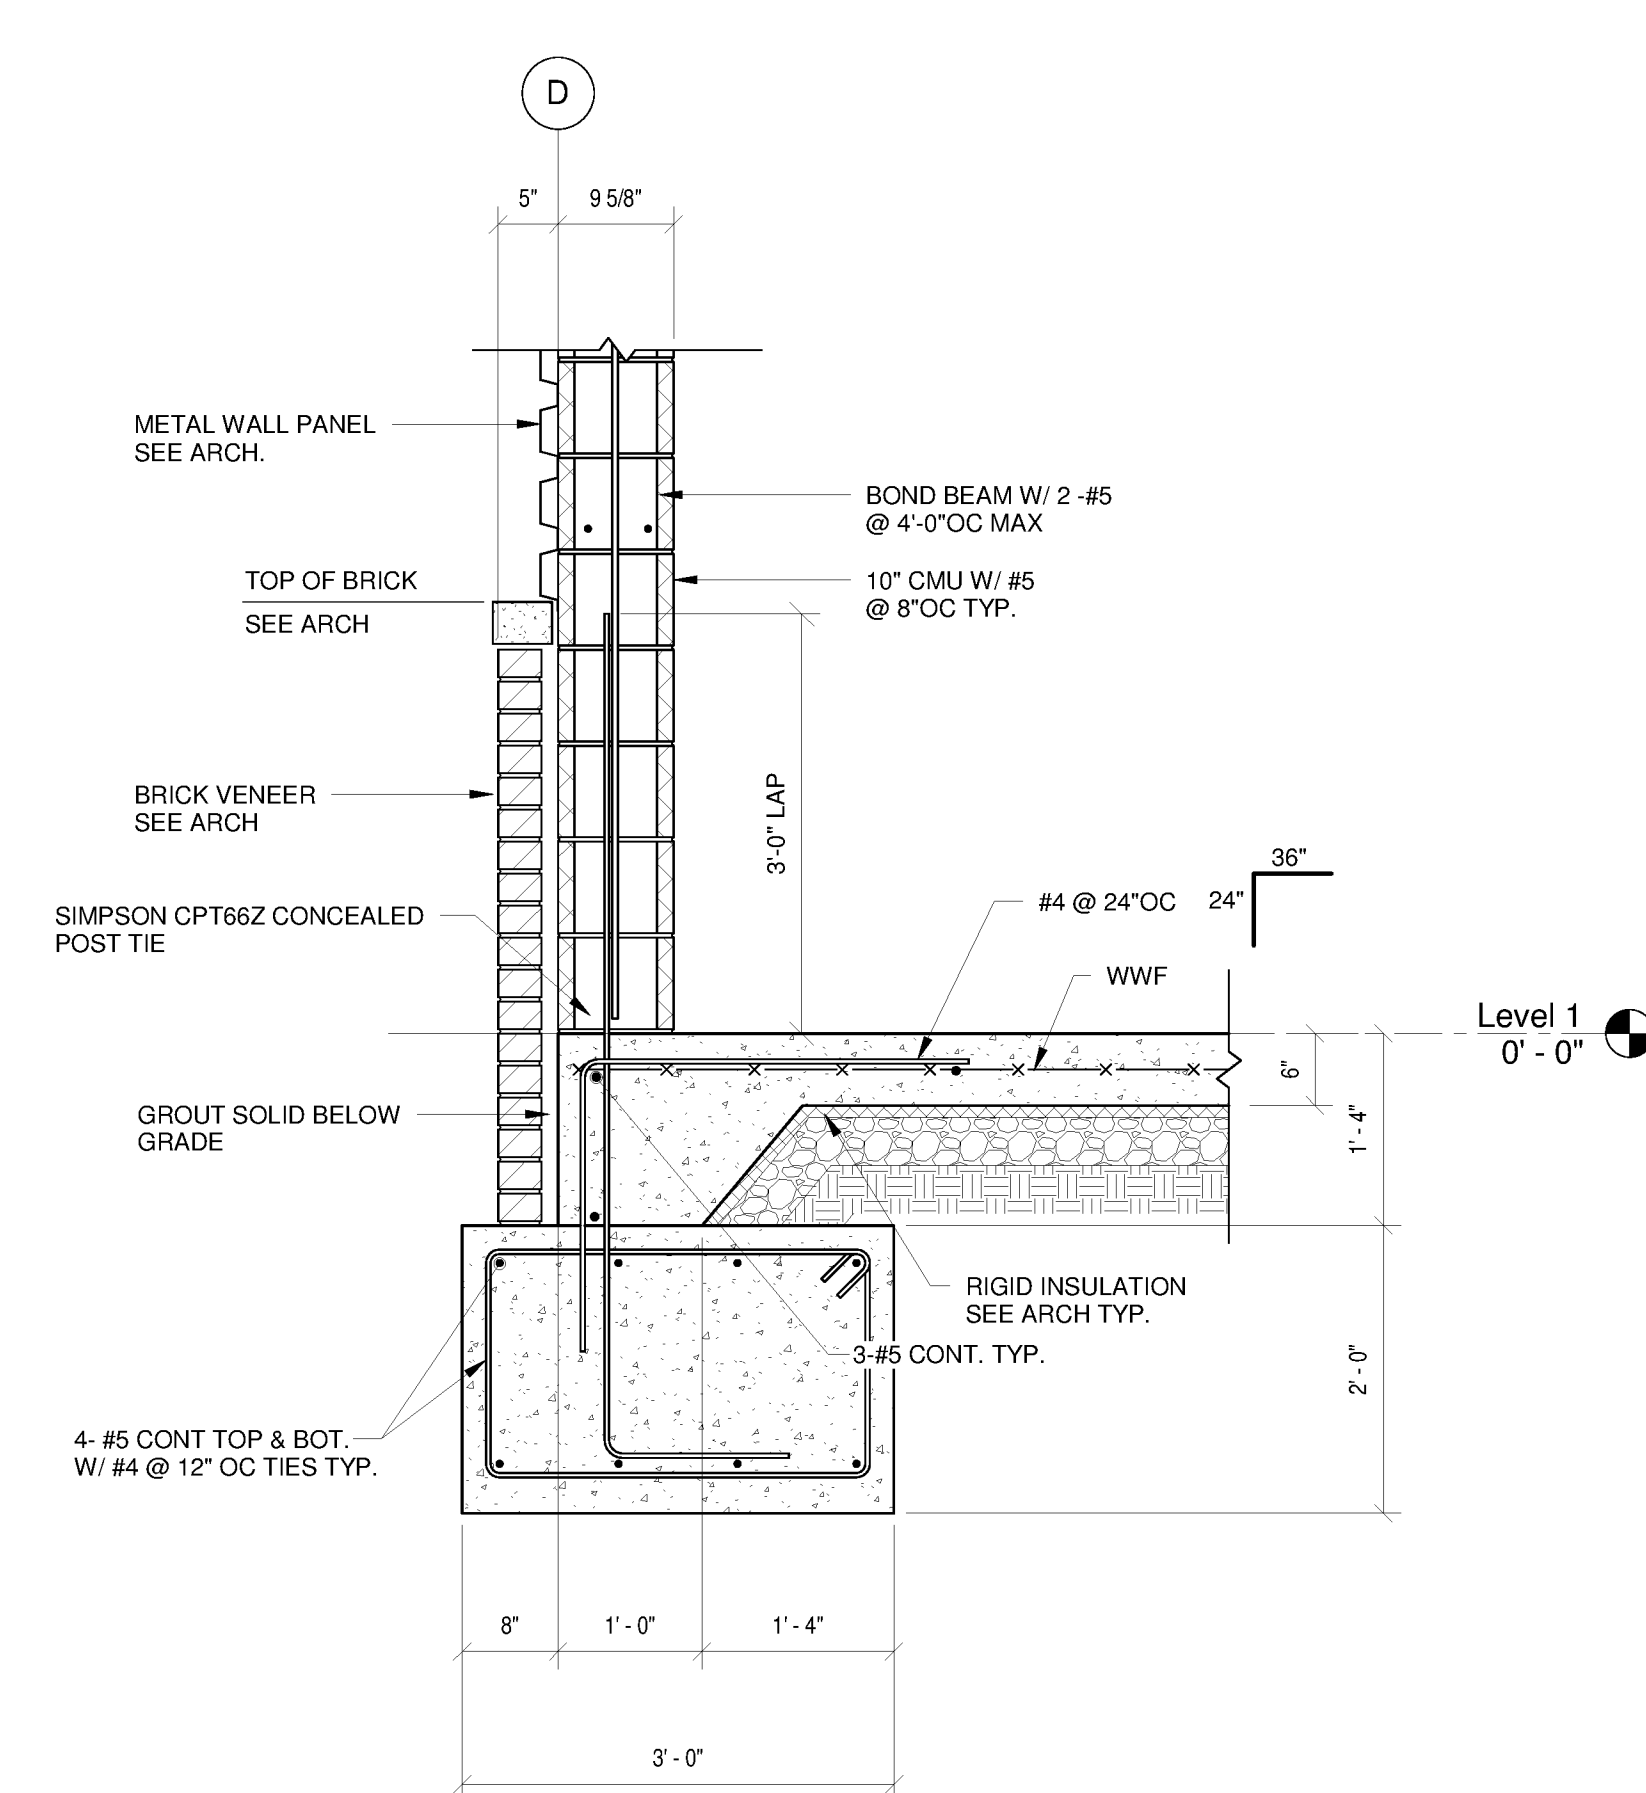 D
5"
9 5/8"
METAL WALL PANEL
SEE ARCH.
BOND BEAM W/ 2 -#5
@ 4'-0"OC MAX
TOP OF BRICK
SEE ARCH
10" CMU W/ #5
@ 8"OC TYP.
BRICK VENEER
SEE ARCH
3'-0" LAP
36"
24"
#4 @ 24"OC
SIMPSON CPT66Z CONCEALED
POST TIE
WWF
Level 1
0' - 0"
6"
GROUT SOLID BELOW
GRADE
1' - 4"
RIGID INSULATION
SEE ARCH TYP.
3-#5 CONT. TYP.
2' - 0"
4- #5 CONT TOP & BOT.
W/ #4 @ 12" OC TIES TYP.
8"
1' - 0"
1' - 4"
3' - 0"